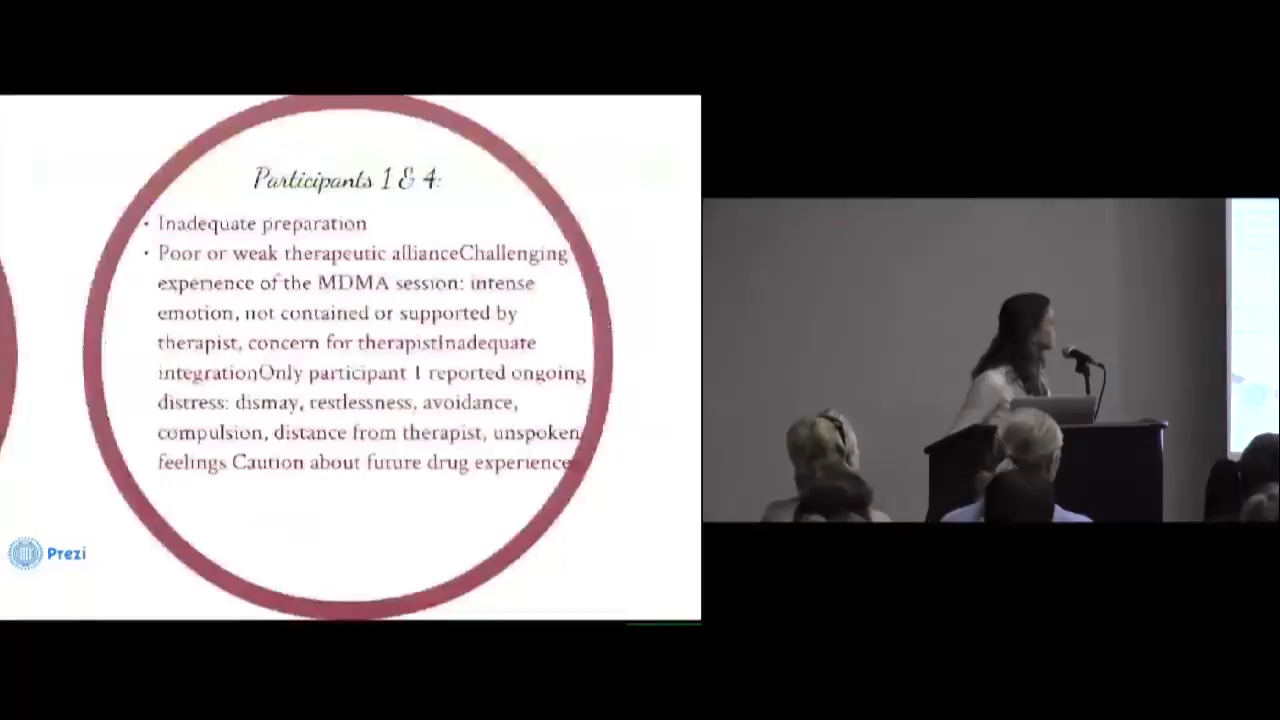 Participants 1 & 4:
• Inadequate preparation
• Poor or weak therapeutic allianceChallenging
experience of the MDMA session: intense
emotion, not contained or supported by
therapist, concern for therapistInadequate
integrationOnly participant 1 reported ongoing
distress: dismay, restlessness, avoidance,
compulsion, distance from therapist, unspoken
feelings Caution about future drug experiences
Prezi